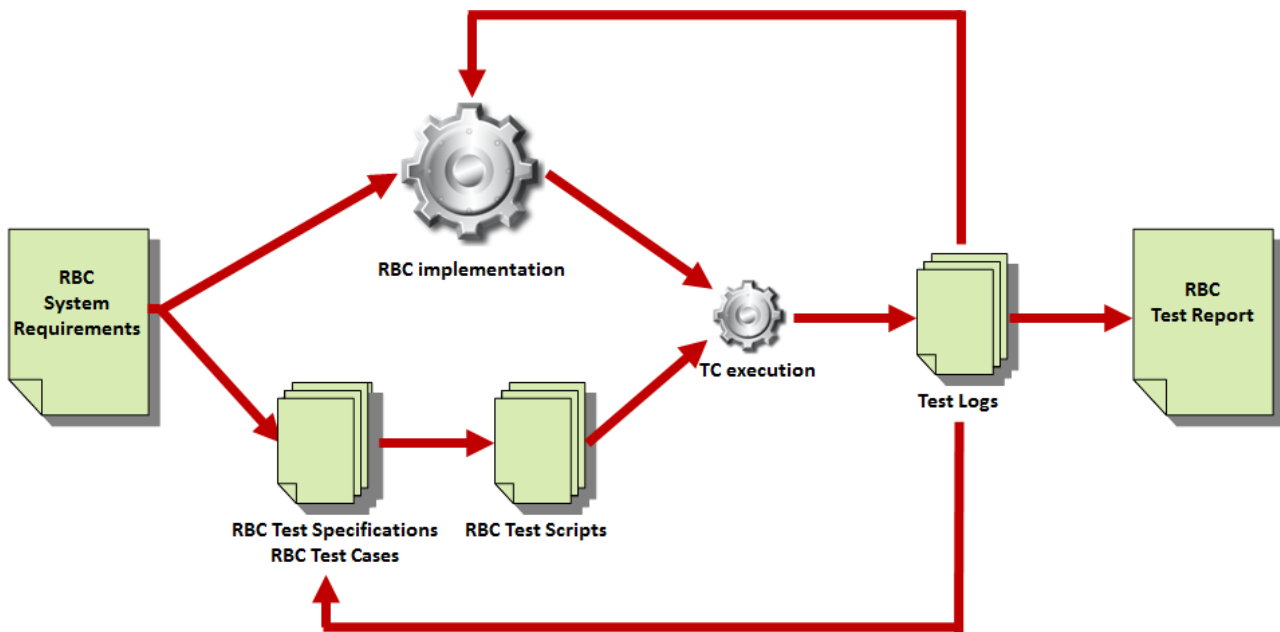 RBC implementation
RBC
System
Requirements
RBC
Test Report
TC execution
Test Logs
RBC Test Specifications
RBC Test Cases
RBC Test Scripts